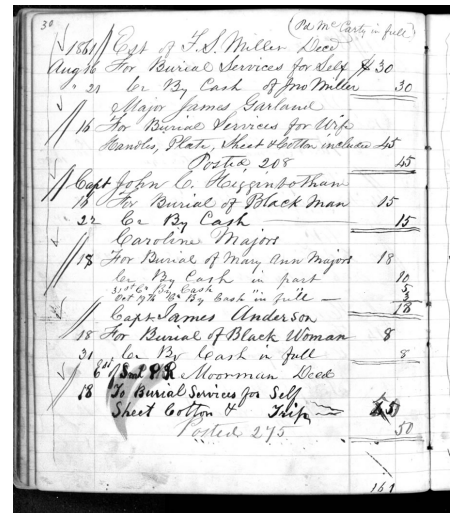 30
(Pd McCarty in full)
1861 Est of F.S. Miller Decd
Aug 16 For Burial Services for Self $30
" 21 Cr By Cash of Jno Miller 30
Major James Garland
16 For Burial Services for Wife
Handles, Plate, Sheet & Cotton included 45
Posted 208 45
Capt John C. Higginbotham
18 For Burial of Black Man 15
22 Cr By Cash 15
Caroline Majors
18 For Burial of Mary Ann Majors 18
Cr By Cash in part 10
31st Cr By Cash 5
Oct 17th Cr By Cash in full — 3
18
Capt James Anderson
18 For Burial of Black Woman 8
21 Cr By Cash in full 8
Est of Saml P R Moorman Decd
18 To Burial Services for Self
Sheet Cotton & Trip 50
Posted 275 50
161